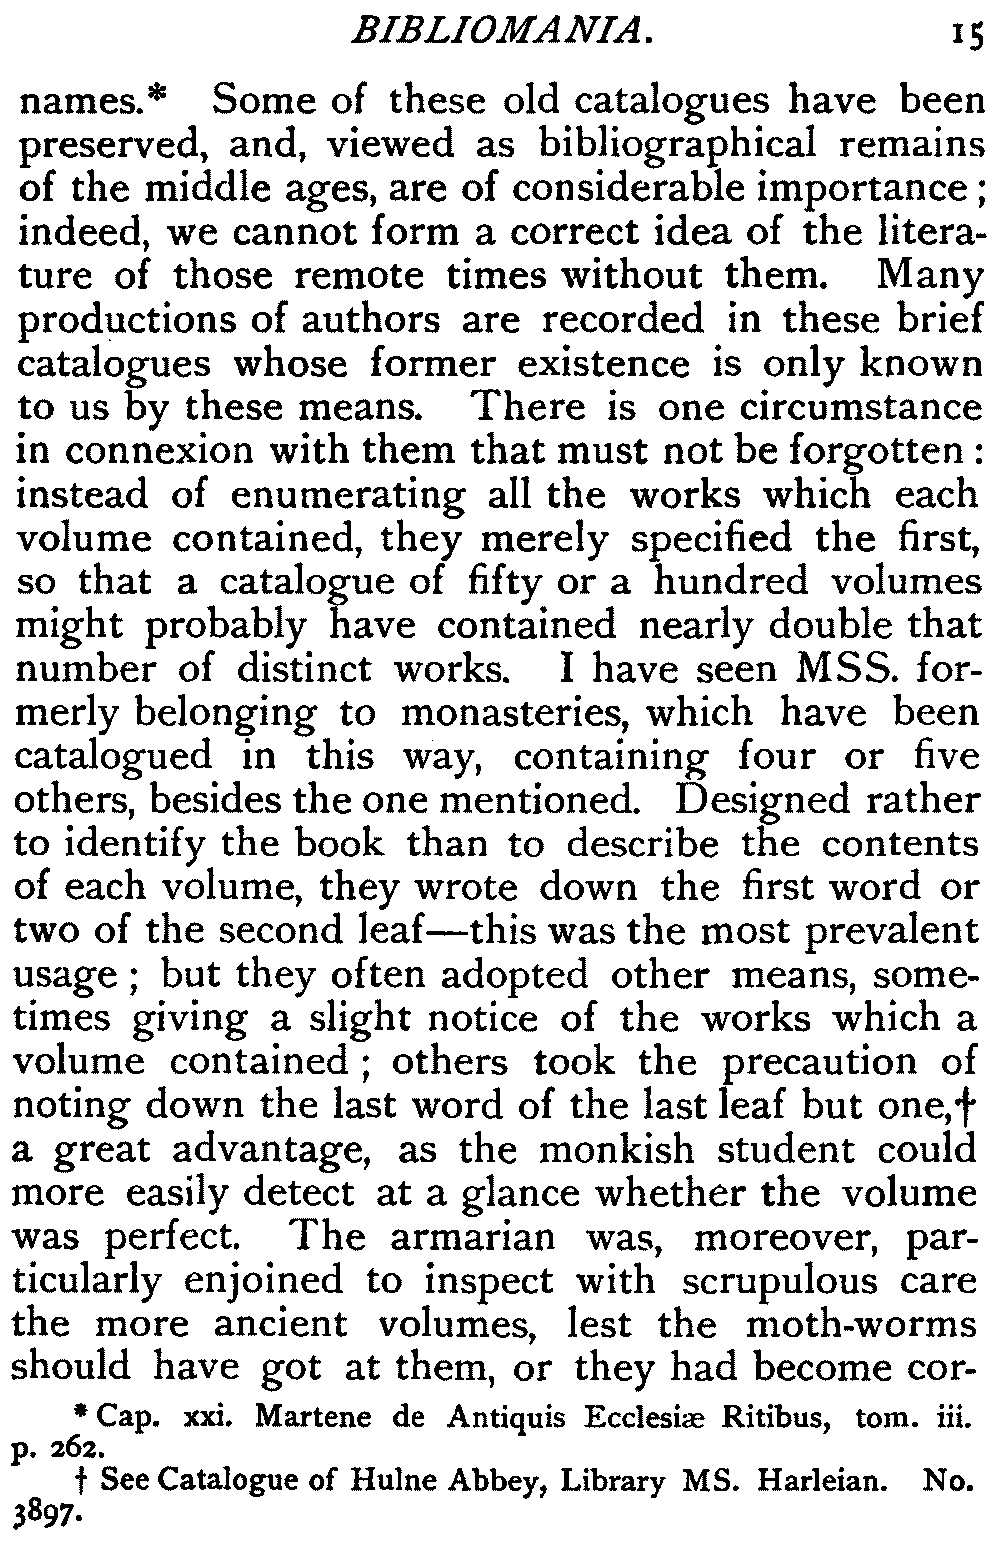 BIBLIOMANIA. 15
names.* Some of these old catalogues have been
preserved, and, viewed as bibliographical remains
of the middle ages, are of considerable importance ;
indeed, we cannot form a correct idea of the litera-
ture of those remote times without them. Many
productions of authors are recorded in these brief
catalogues whose former existence is only known
to us by these means. There is one circumstance
in connexion with them that must not be forgotten :
instead of enumerating all the works which each
volume contained, they merely specified the first,
so that a catalogue of fifty or a hundred volumes
might probably have contained nearly double that
number of distinct works. I have seen MSS. for-
merly belonging to monasteries, which have been
catalogued in this way, containing four or five
others, besides the one mentioned. Designed rather
to identify the book than to describe the contents
of each volume, they wrote down the first word or
two of the second leaf—this was the most prevalent
usage ; but they often adopted other means, some-
times giving a slight notice of the works which a
volume contained ; others took the precaution of
noting down the last word of the last leaf but one,†
a great advantage, as the monkish student could
more easily detect at a glance whether the volume
was perfect. The armarian was, moreover, par-
ticularly enjoined to inspect with scrupulous care
the more ancient volumes, lest the moth-worms
should have got at them, or they had become cor-
* Cap. xxi. Martene de Antiquis Ecclesiæ Ritibus, tom. iii.
p. 262.
† See Catalogue of Hulne Abbey, Library MS. Harleian. No.
3897.